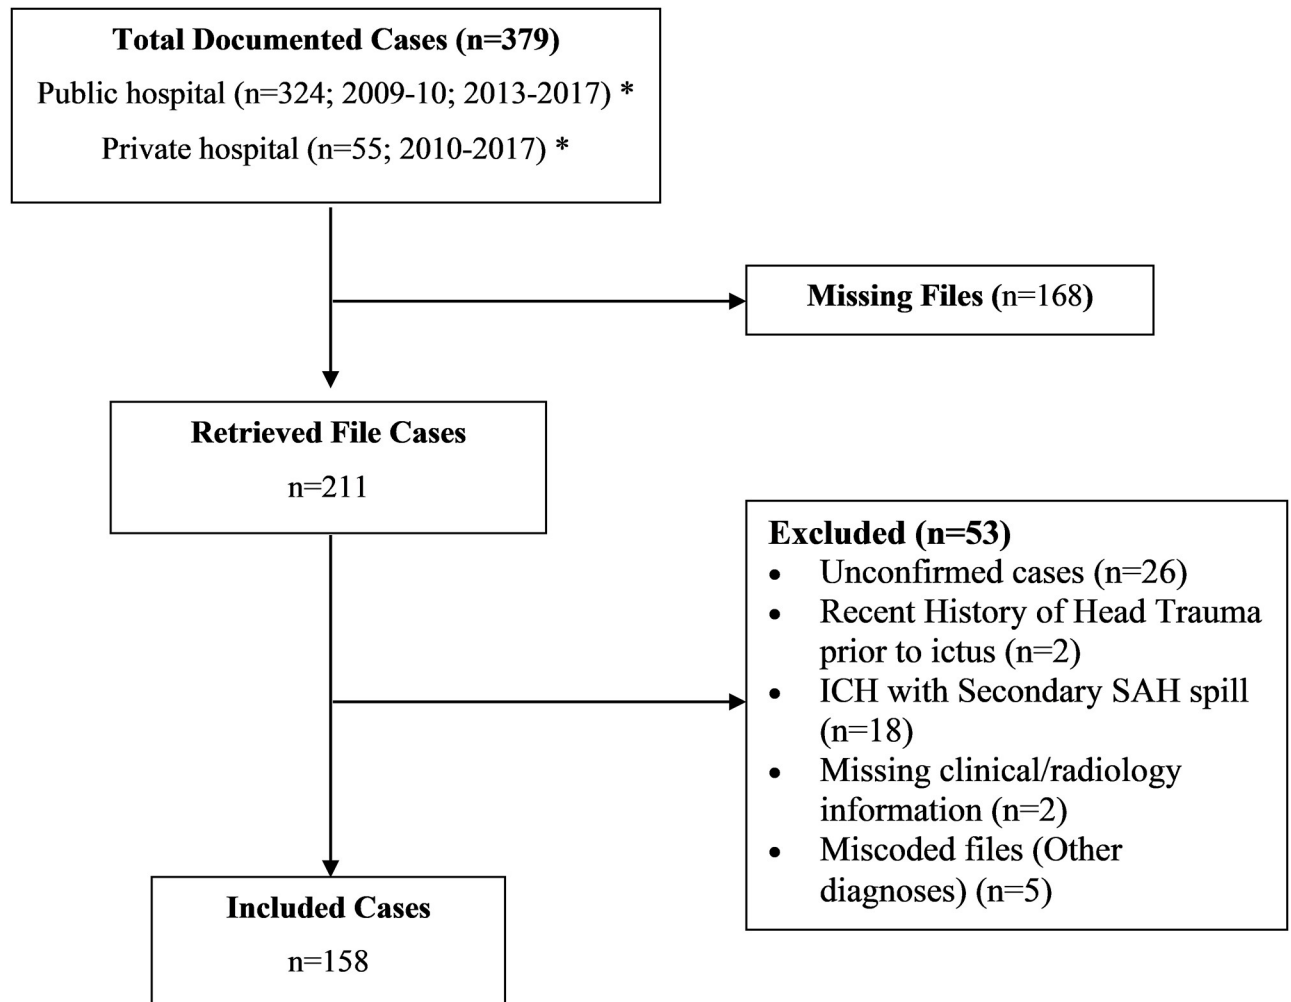 Total Documented Cases (n=379)
Public hospital (n=324; 2009-10; 2013-2017) *
Private hospital (n=55; 2010-2017) *
Missing Files (n=168)
Retrieved File Cases
n=211
Excluded (n=53)
• Unconfirmed cases (n=26)
• Recent History of Head Trauma
prior to ictus (n=2)
• ICH with Secondary SAH spill
(n=18)
• Missing clinical/radiology
information (n=2)
• Miscoded files (Other
diagnoses) (n=5)
Included Cases
n=158